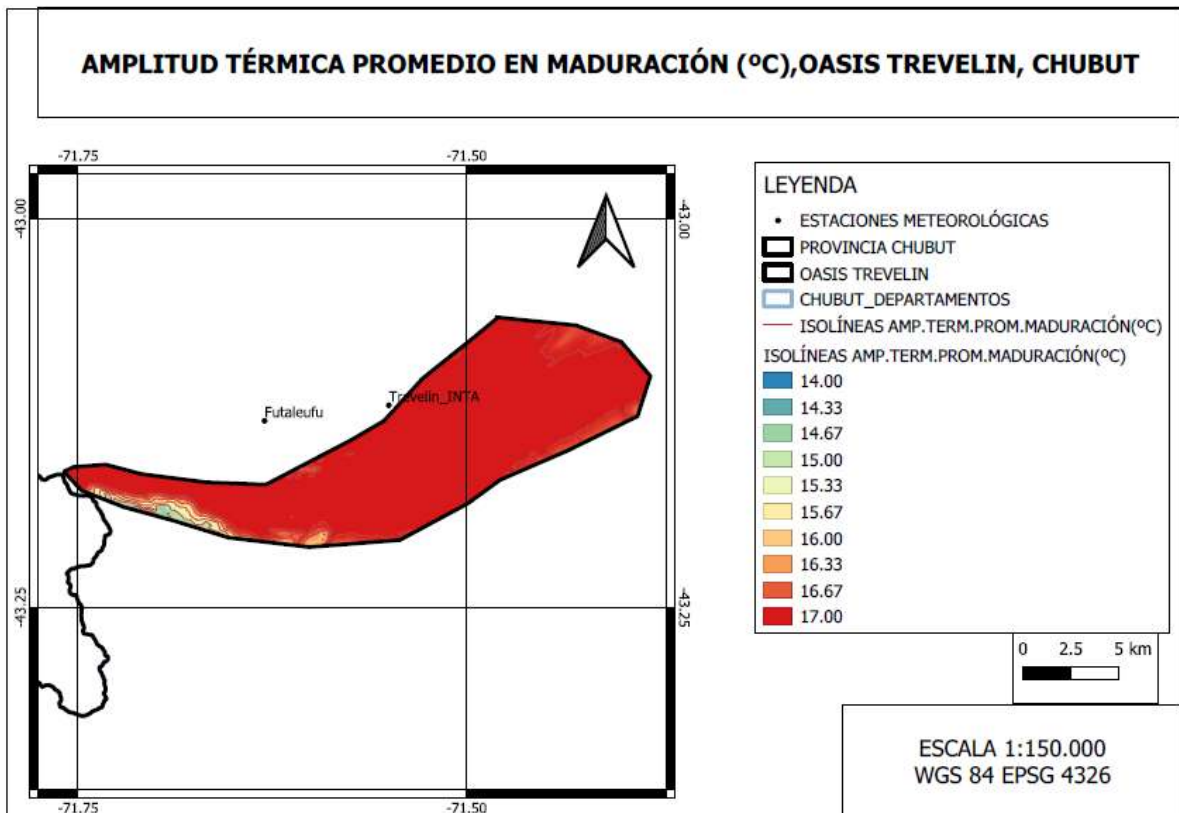 AMPLITUD TÉRMICA PROMEDIO EN MADURACIÓN (ºC),OASIS TREVELIN, CHUBUT
-71.75
-71.50
-43.00
-43.00
Futaleufu
Trevelin_INTA
-43.25
-43.25
-71.75
-71.50
LEYENDA
ESTACIONES METEOROLÓGICAS
PROVINCIA CHUBUT
OASIS TREVELIN
CHUBUT_DEPARTAMENTOS
ISOLÍNEAS AMP.TERM.PROM.MADURACIÓN(ºC)
ISOLÍNEAS AMP.TERM.PROM.MADURACIÓN(ºC)
14.00
14.33
14.67
15.00
15.33
15.67
16.00
16.33
16.67
17.00
0 2.5 5 km
ESCALA 1:150.000
WGS 84 EPSG 4326